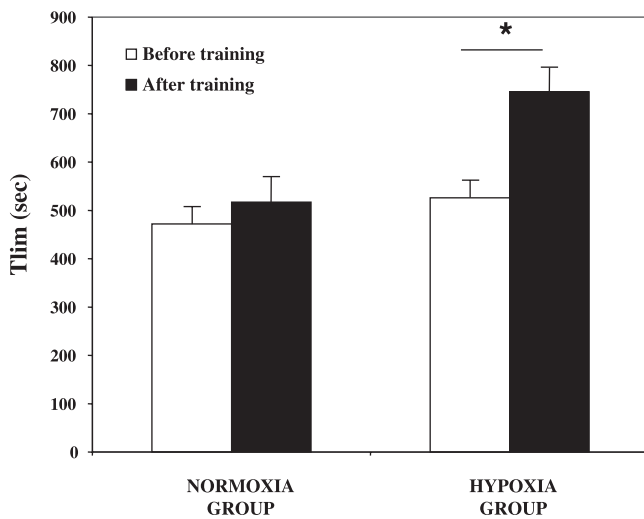 900
800
700
600
500
400
300
200
100
0
Tlim (sec)
Before training
After training
*
NORMOXIA
GROUP
HYPOXIA
GROUP